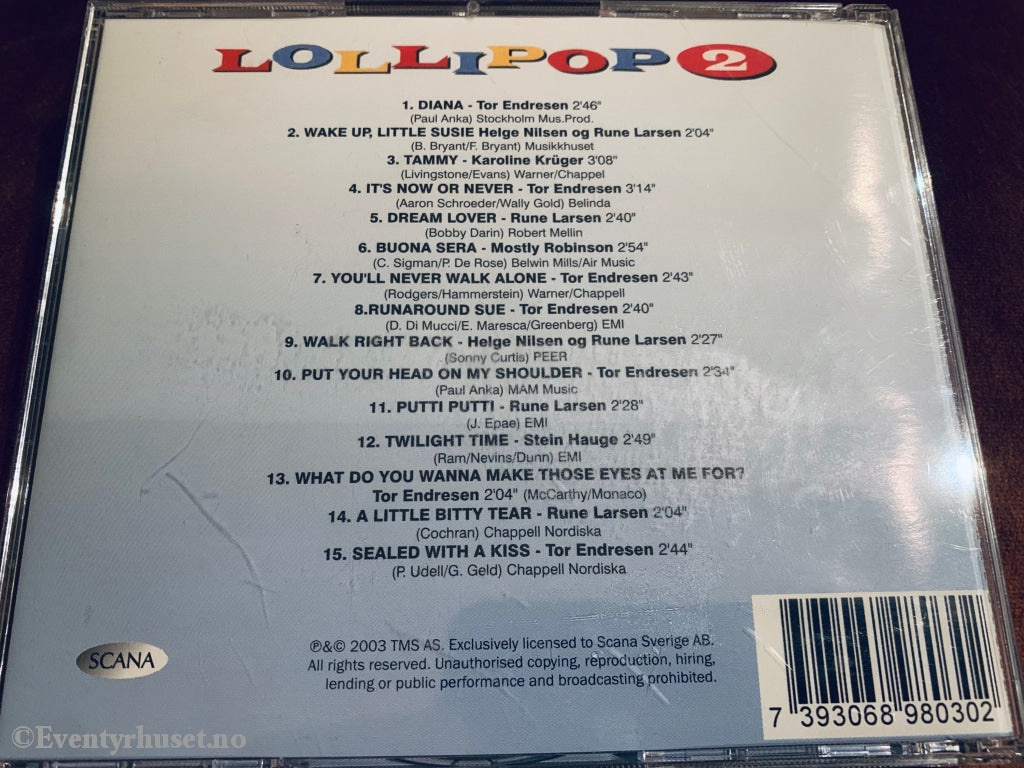 LOLLIPOP 2
1. DIANA - Tor Endresen 2'46"
(Paul Anka) Stockholm Mus.Prod.
2. WAKE UP, LITTLE SUSIE Helge Nilsen og Rune Larsen 2'04"
(B. Bryant/F. Bryant) Musikkhuset
3. TAMMY - Karoline Krüger 3'08"
(Livingstone/Evans) Warner/Chappel
4. IT'S NOW OR NEVER - Tor Endresen 3'14"
(Aaron Schroeder/Wally Gold) Belinda
5. DREAM LOVER - Rune Larsen 2'40"
(Bobby Darin) Robert Mellin
6. BUONA SERA - Mostly Robinson 2'54"
(C. Sigman/P. De Rose) Belwin Mills/Air Music
7. YOU'LL NEVER WALK ALONE - Tor Endresen 2'43"
(Rodgers/Hammerstein) Warner/Chappell
8.RUNAROUND SUE - Tor Endresen 2'40"
(D. Di Mucci/E. Maresca/Greenberg) EMI
9. WALK RIGHT BACK - Helge Nilsen og Rune Larsen 2'27"
(Sonny Curtis) PEER
10. PUT YOUR HEAD ON MY SHOULDER - Tor Endresen 2'34"
(Paul Anka) MAM Music
11. PUTTI PUTTI - Rune Larsen 2'28"
(J. Epae) EMI
12. TWILIGHT TIME - Stein Hauge 2'49"
(Ram/Nevins/Dunn) EMI
13. WHAT DO YOU WANNA MAKE THOSE EYES AT ME FOR?
Tor Endresen 2'04" (McCarthy/Monaco)
14. A LITTLE BITTY TEAR - Rune Larsen 2'04"
(Cochran) Chappell Nordiska
15. SEALED WITH A KISS - Tor Endresen 2'44"
(P. Udell/G. Geld) Chappell Nordiska
SCANA
℗&© 2003 TMS AS. Exclusively licensed to Scana Sverige AB.
All rights reserved. Unauthorised copying, reproduction, hiring,
lending or public performance and broadcasting prohibited.
7 393068 980302
©Eventyrhuset.no